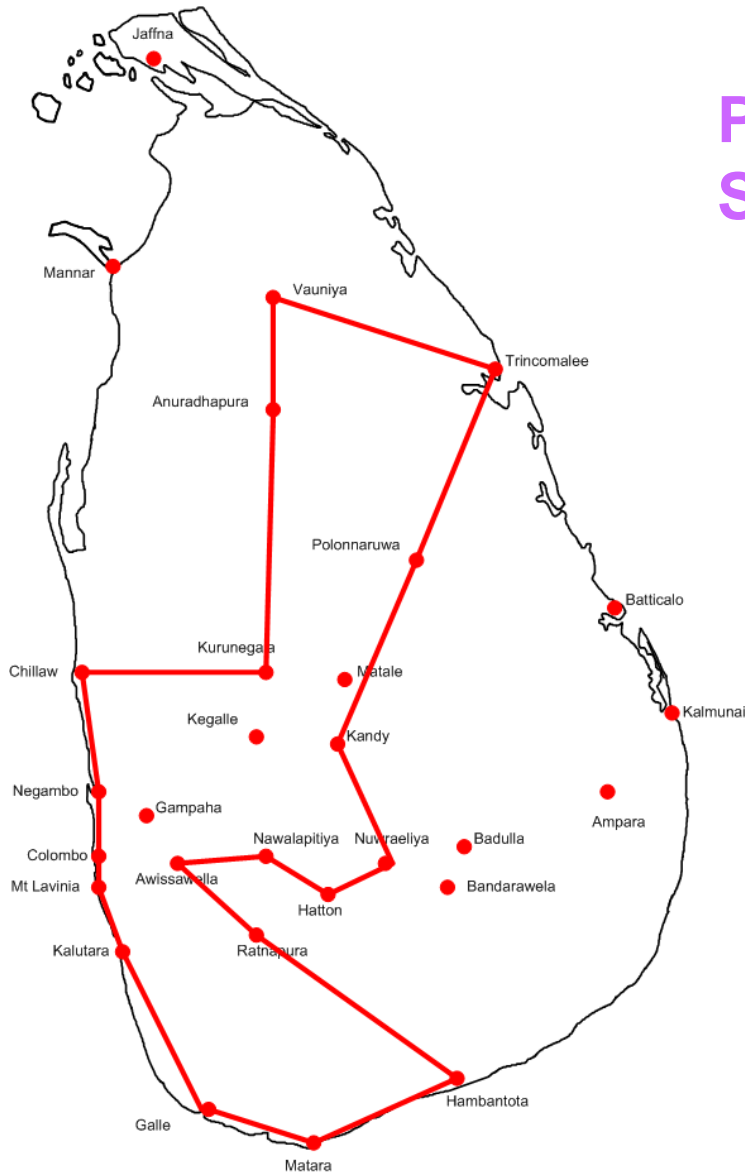 Jaffna
P
S
Mannar
Vauniya
Trincomalee
Anuradhapura
Polonnaruwa
Batticalo
Kurunegala
Chillaw
Matale
Kalmunai
Kegalle
Kandy
Negambo
Ampara
Gampaha
Nawalapitiya
Nuwraeliya
Badulla
Colombo
Awissawella
Mt Lavinia
Bandarawela
Hatton
Kalutara
Ratnapura
Hambantota
Galle
Matara